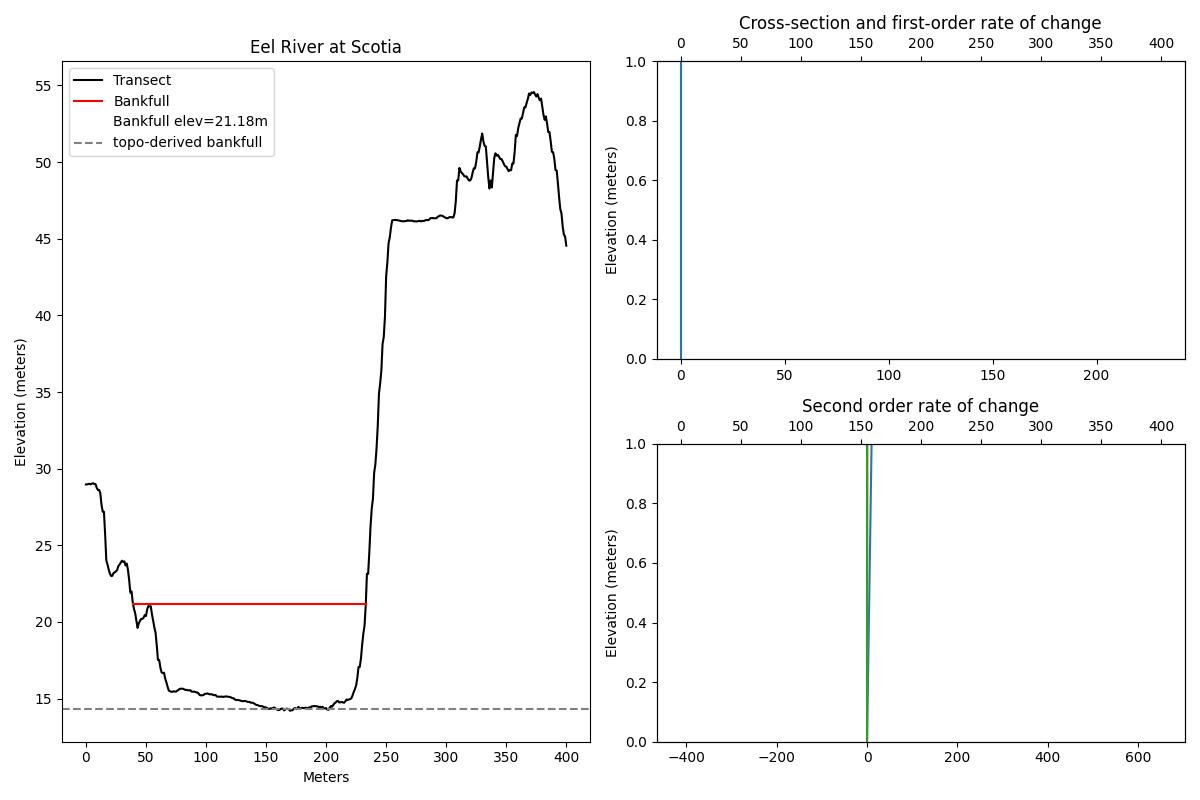 Eel River at Scotia
Transect
Bankfull
Bankfull elev=21.18m
topo-derived bankfull
55
50
45
40
35
30
25
20
15
Elevation (meters)
0 50 100 150 200 250 300 350 400
Meters
Cross-section and first-order rate of change
0 50 100 150 200 250 300 350 400
1.0
0.8
0.6
0.4
0.2
0.0
Elevation (meters)
0 50 100 150 200
Second order rate of change
0 50 100 150 200 250 300 350 400
1.0
0.8
0.6
0.4
0.2
0.0
Elevation (meters)
−400 −200 0 200 400 600